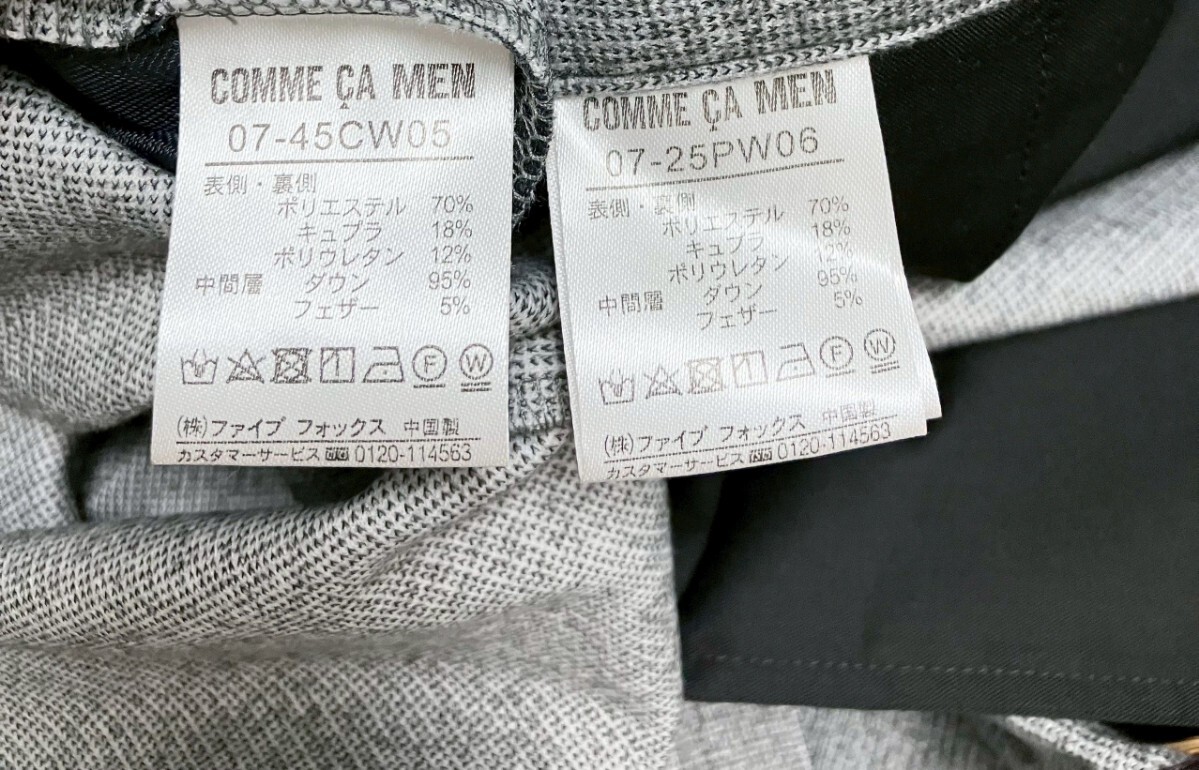 COMME ÇA MEN
07-45CW05
表側・裏側
ポリエステル 70%
キュプラ 18%
ポリウレタン 12%
中間層 ダウン 95%
フェザー 5%
F W
(株)ファイブ フォックス 中国製
カスタマーサービス 0120-114563
COMME ÇA MEN
07-25PW06
表側・裏側
ポリエステル 70%
キュプラ 18%
ポリウレタン 12%
中間層 ダウン 95%
フェザー 5%
F W
(株)ファイブ フォックス 中国製
カスタマーサービス 0120-114563